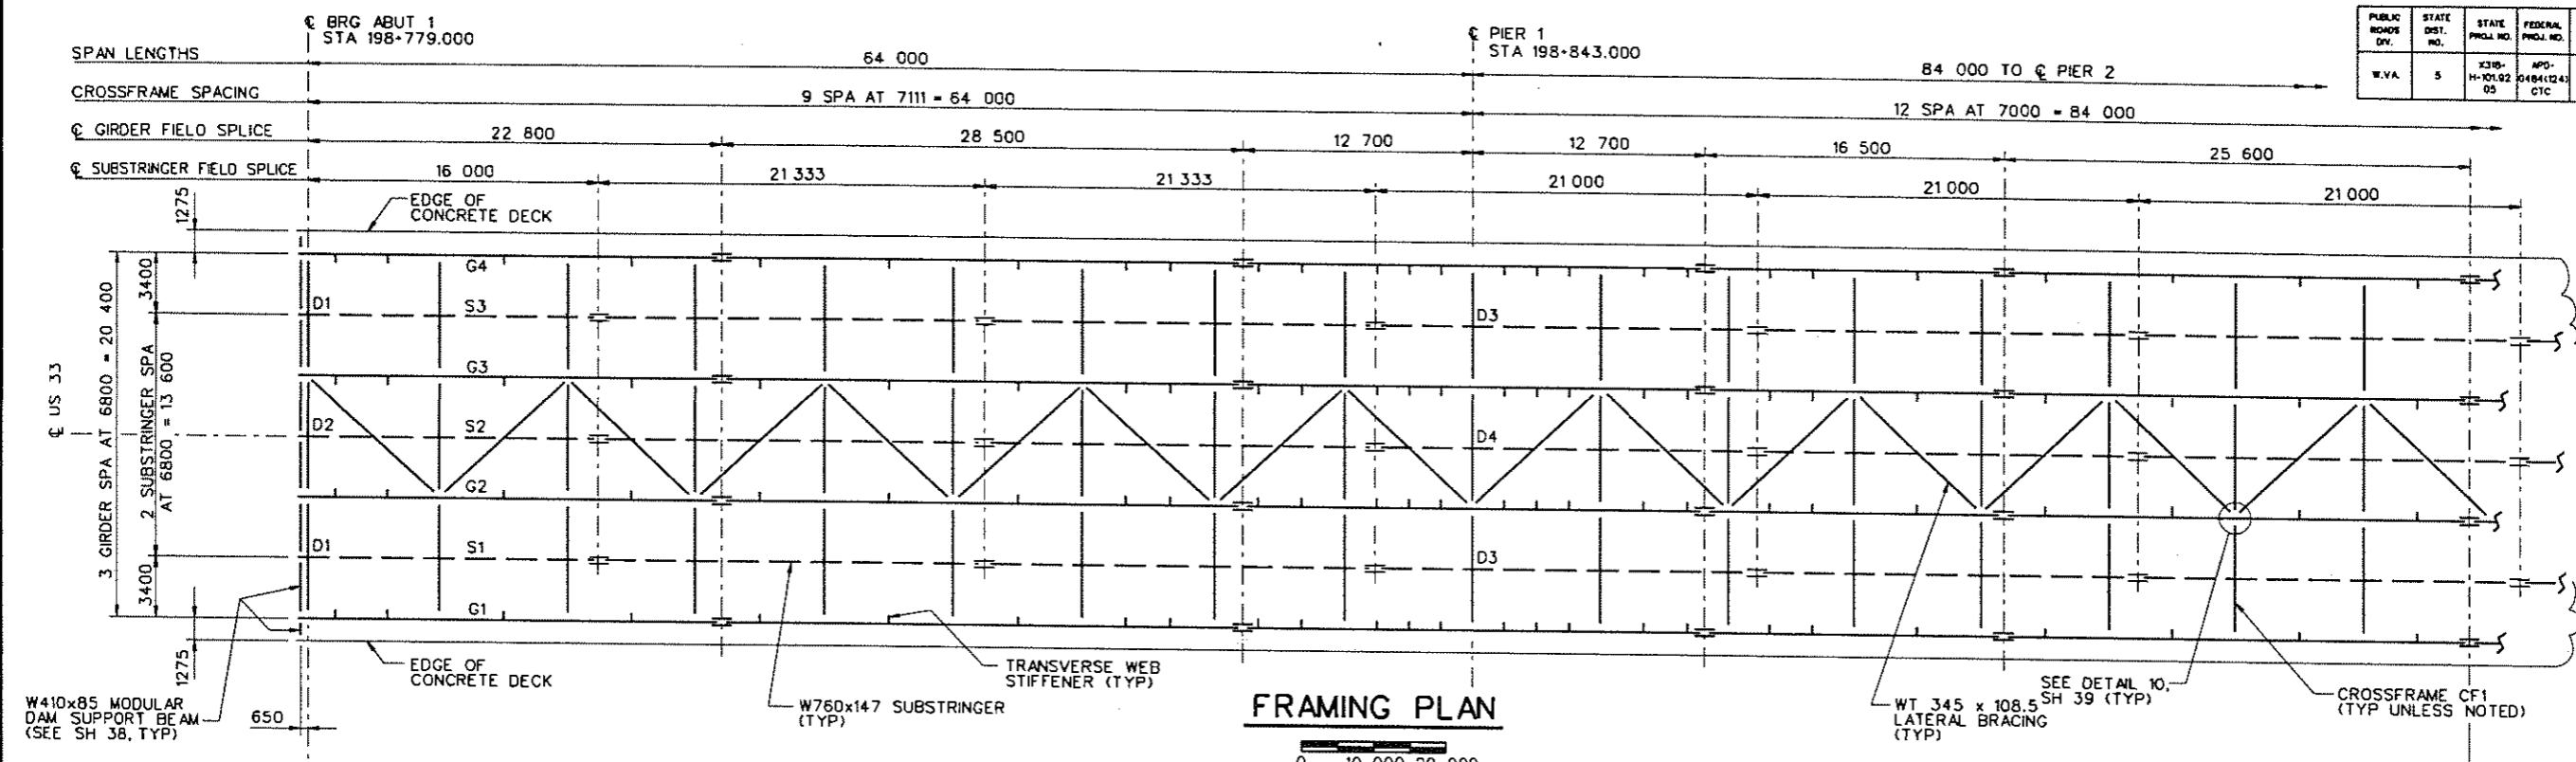 ℄ BRG ABUT 1
STA 198+779.000
℄ PIER 1
STA 198+843.000
PUBLIC ROADS DIV.
STATE DIST. NO.
STATE PROJ. NO.
FEDERAL PROJ. NO.
W.VA.
5
X318-
H-101.92
05
APD-
0484(124)
CTC
SPAN LENGTHS
64 000
84 000 TO ℄ PIER 2
CROSSFRAME SPACING
9 SPA AT 7111 = 64 000
12 SPA AT 7000 = 84 000
℄ GIRDER FIELD SPLICE
22 800
28 500
12 700
12 700
16 500
25 600
℄ SUBSTRINGER FIELD SPLICE
16 000
21 333
21 333
21 000
21 000
21 000
1275
EDGE OF
CONCRETE DECK
3400
G4
D1
S3
D3
3 GIRDER SPA AT 6800 = 20 400
2 SUBSTRINGER SPA
AT 6800 = 13 600
G3
℄ US 33
D2
S2
D4
G2
D1
S1
D3
3400
G1
1275
EDGE OF
CONCRETE DECK
TRANSVERSE WEB
STIFFENER (TYP)
W410x85 MODULAR
DAM SUPPORT BEAM
(SEE SH 38, TYP)
650
W760x147 SUBSTRINGER
(TYP)
FRAMING PLAN
WT 345 x 108.5
LATERAL BRACING
(TYP)
SEE DETAIL 10,
SH 39 (TYP)
CROSSFRAME CF1
(TYP UNLESS NOTED)
0 10 000 20 000